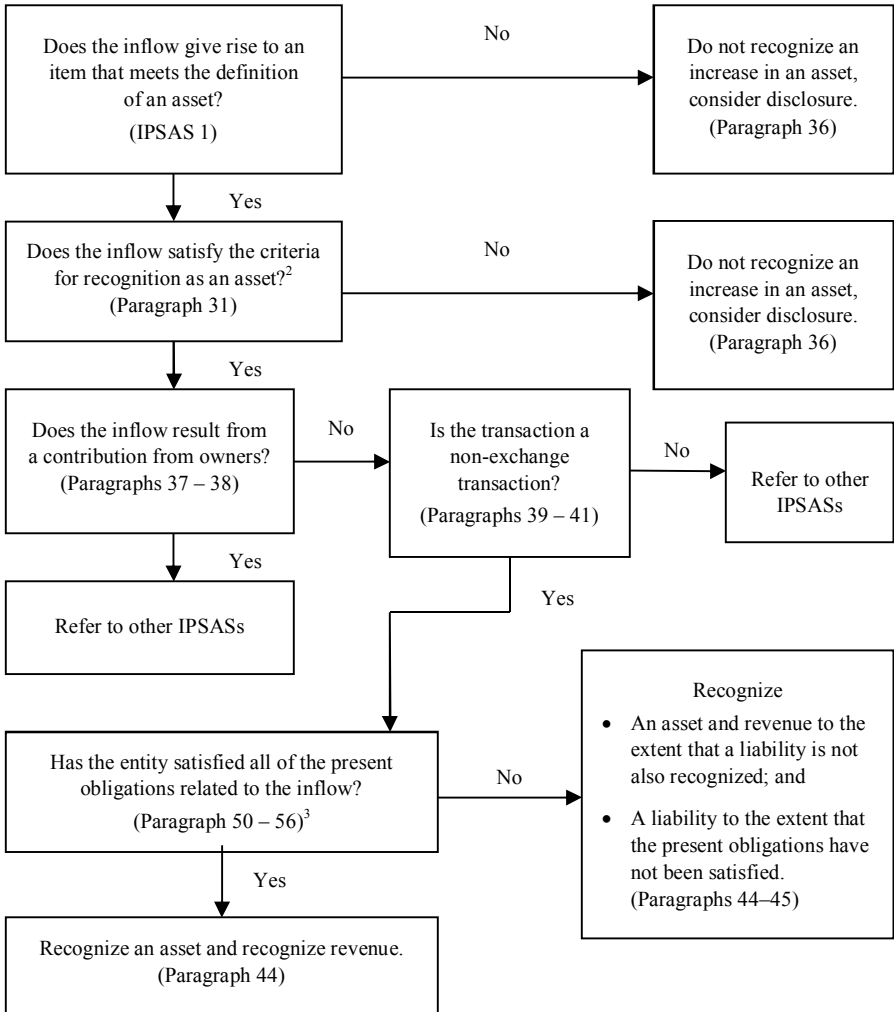 Does the inflow give rise to an
item that meets the definition
of an asset?
(IPSAS 1)
No
Do not recognize an
increase in an asset,
consider disclosure.
(Paragraph 36)
Yes
Does the inflow satisfy the criteria
for recognition as an asset?²
(Paragraph 31)
No
Do not recognize an
increase in an asset,
consider disclosure.
(Paragraph 36)
Yes
Does the inflow result from
a contribution from owners?
(Paragraphs 37 – 38)
No
Is the transaction a
non-exchange
transaction?
(Paragraphs 39 – 41)
No
Refer to other
IPSASs
Yes
Refer to other IPSASs
Yes
Has the entity satisfied all of the present
obligations related to the inflow?
(Paragraph 50 – 56)³
No
Recognize
• An asset and revenue to the
extent that a liability is not
also recognized; and
• A liability to the extent that
the present obligations have
not been satisfied.
(Paragraphs 44–45)
Yes
Recognize an asset and recognize revenue.
(Paragraph 44)